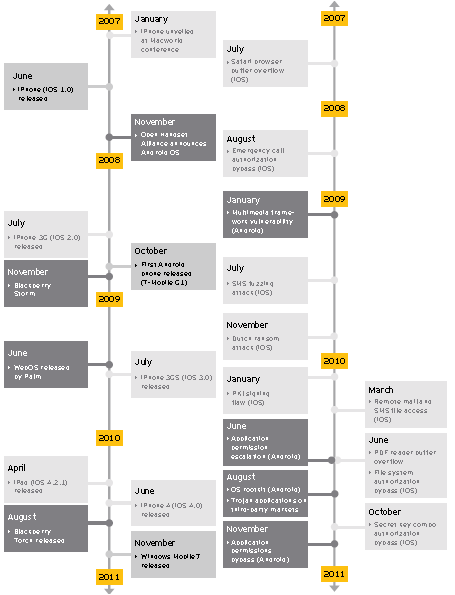 2007
January
iPhone unveiled
at Macworld
conference
June
iPhone (iOS 1.0)
released
November
Open Handset
Alliance announces
Android OS
2008
July
iPhone 3G (iOS 2.0)
released
October
First Android
phone released
(T-Mobile G1)
November
Blackberry
Storm
2009
June
WebOS released
by Palm
July
iPhone 3GS (iOS 3.0)
released
2010
April
iPad (iOS 4.2.1)
released
June
iPhone 4 (iOS 4.0)
released
August
Blackberry
Torch released
November
Windows Mobile 7
released
2011
2007
July
Safari browser
buffer overflow (iOS)
2008
August
Emergency call
authorization
bypass (iOS)
2009
January
Multimedia frame-
work vulnerability
(Android)
July
SMS fuzzing
attack (iOS)
November
Dutch ransom
attack (iOS)
2010
January
PKI signing
flaw (iOS)
March
Remote mail and
SMS file access
(iOS)
June
Application
permission
escalation (Android)
June
PDF reader buffer
overflow
File system
authorization
bypass (iOS)
August
OS rootkit (Android)
Trojan applications on
third-party markets
October
Secret key combo
authorization
bypass (iOS)
November
Application
permissions
bypass (Android)
2011